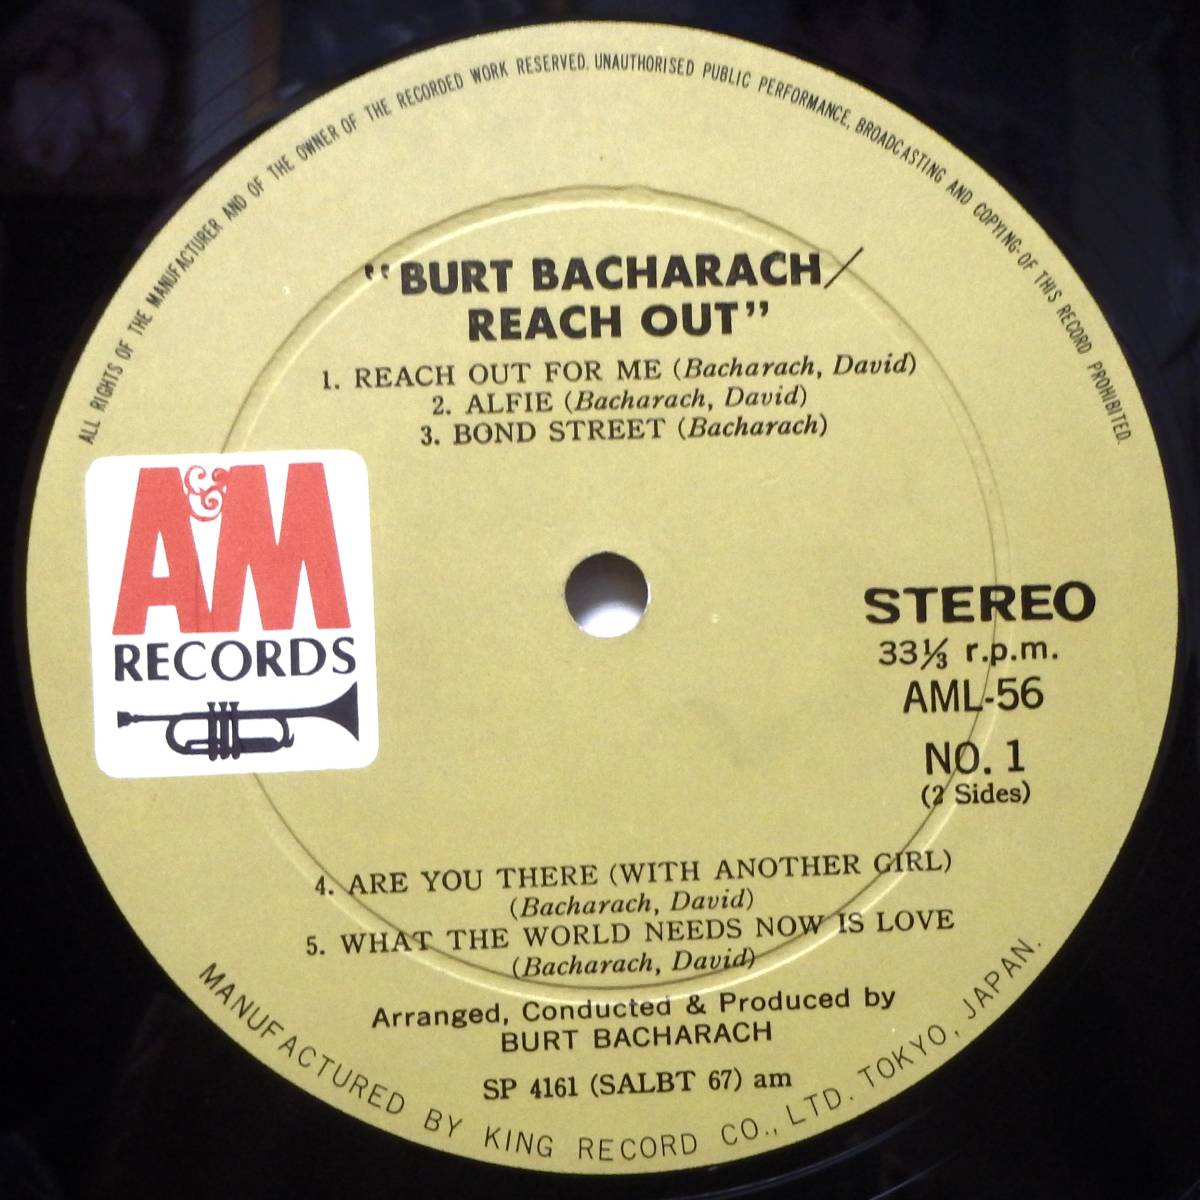 ALL RIGHTS OF THE MANUFACTURER AND OF THE OWNER OF THE RECORDED WORK RESERVED. UNAUTHORISED PUBLIC PERFORMANCE, BROADCASTING AND COPYING OF THIS RECORD PROHIBITED.
"BURT BACHARACH/
REACH OUT"
1. REACH OUT FOR ME (Bacharach, David)
2. ALFIE (Bacharach, David)
3. BOND STREET (Bacharach)
A&M
RECORDS
STEREO
33⅓ r.p.m.
AML-56
NO. 1
(2 Sides)
4. ARE YOU THERE (WITH ANOTHER GIRL)
(Bacharach, David)
5. WHAT THE WORLD NEEDS NOW IS LOVE
(Bacharach, David)
Arranged, Conducted & Produced by
BURT BACHARACH
SP 4161 (SALBT 67) am
MANUFACTURED BY KING RECORD CO., LTD. TOKYO, JAPAN.